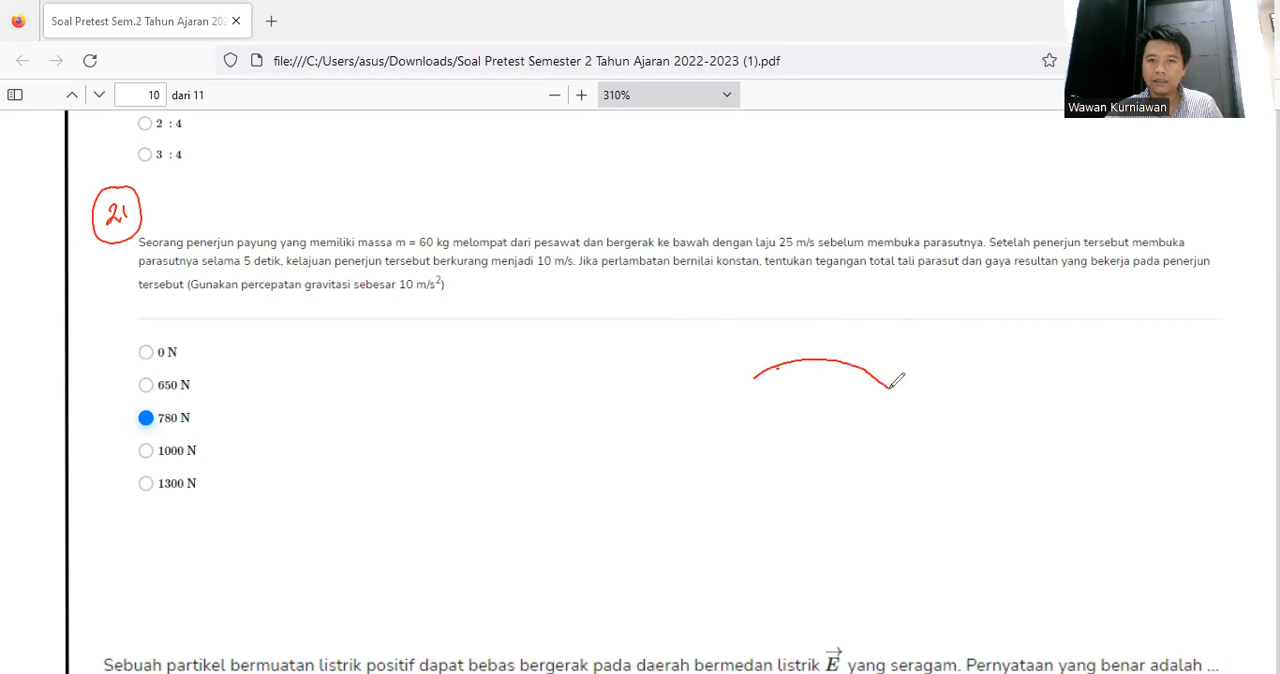 Soal Pretest Sem.2 Tahun Ajaran 202
file:///C:/Users/asus/Downloads/Soal Pretest Semester 2 Tahun Ajaran 2022-2023 (1).pdf
10 dari 11
310%
Wawan Kurniawan
2 : 4
3 : 4
21
Seorang penerjun payung yang memiliki massa m = 60 kg melompat dari pesawat dan bergerak ke bawah dengan laju 25 m/s sebelum membuka parasutnya. Setelah penerjun tersebut membuka
parasutnya selama 5 detik, kelajuan penerjun tersebut berkurang menjadi 10 m/s. Jika perlambatan bernilai konstan, tentukan tegangan total tali parasut dan gaya resultan yang bekerja pada penerjun
tersebut (Gunakan percepatan gravitasi sebesar 10 m/s²)
0 N
650 N
780 N
1000 N
1300 N
Sebuah partikel bermuatan listrik positif dapat bebas bergerak pada daerah bermedan listrik E⃗ yang seragam. Pernyataan yang benar adalah ...